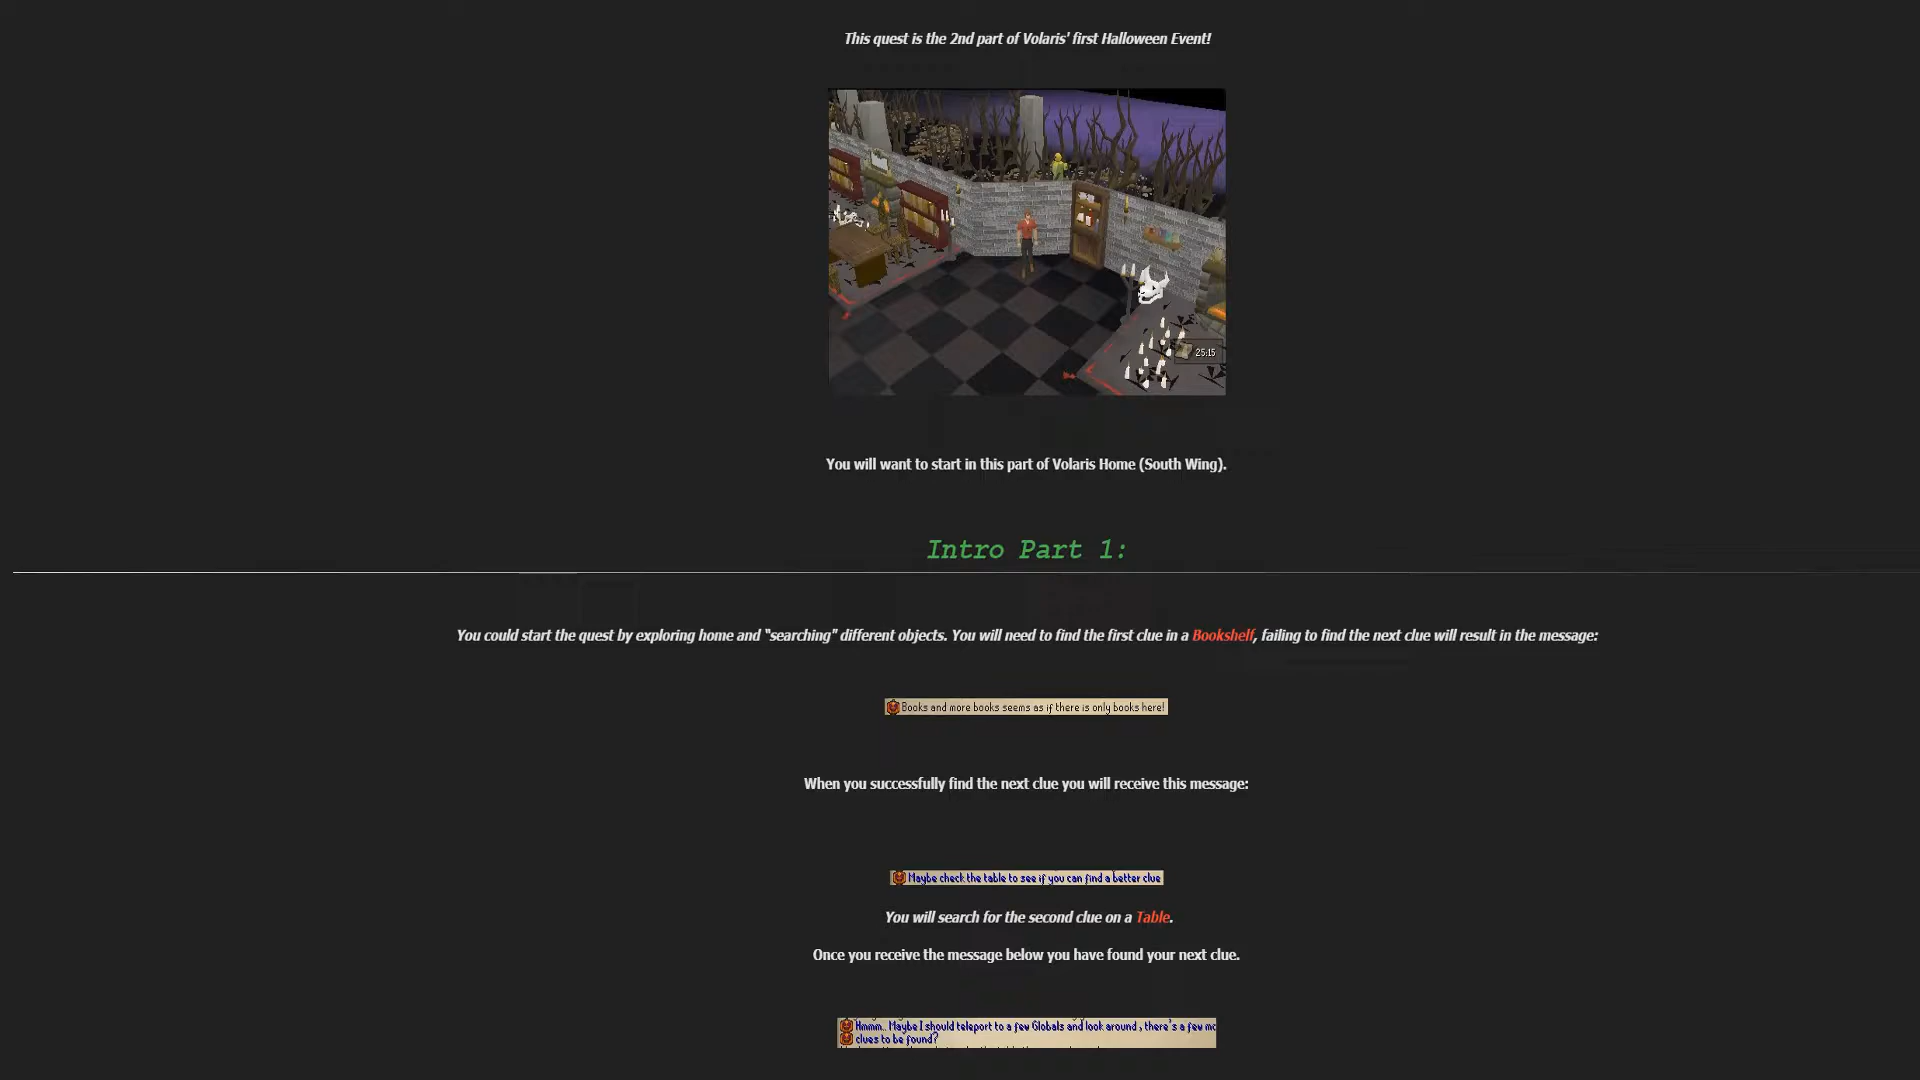 This quest is the 2nd part of Volaris' first Halloween Event!
25:15
You will want to start in this part of Volaris Home (South Wing).
Intro Part 1:
You could start the quest by exploring home and "searching" different objects. You will need to find the first clue in a Bookshelf, failing to find the next clue will result in the message:
Books and more books seems as if there is only books here!
When you successfully find the next clue you will receive this message:
Maybe check the table to see if you can find a better clue
You will search for the second clue on a Table.
Once you receive the message below you have found your next clue.
Hmmm.. Maybe I should teleport to a few Globals and look around , there's a few mo
clues to be found?